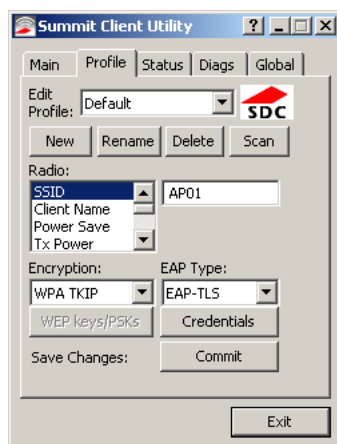 Summit Client Utility ?
Main Profile Status Diags Global
Edit
Profile: Default SDC
New Rename Delete Scan
Radio:
SSID AP01
Client Name
Power Save
Tx Power
Encryption: EAP Type:
WPA TKIP EAP-TLS
WEP keys/PSKs Credentials
Save Changes: Commit
Exit